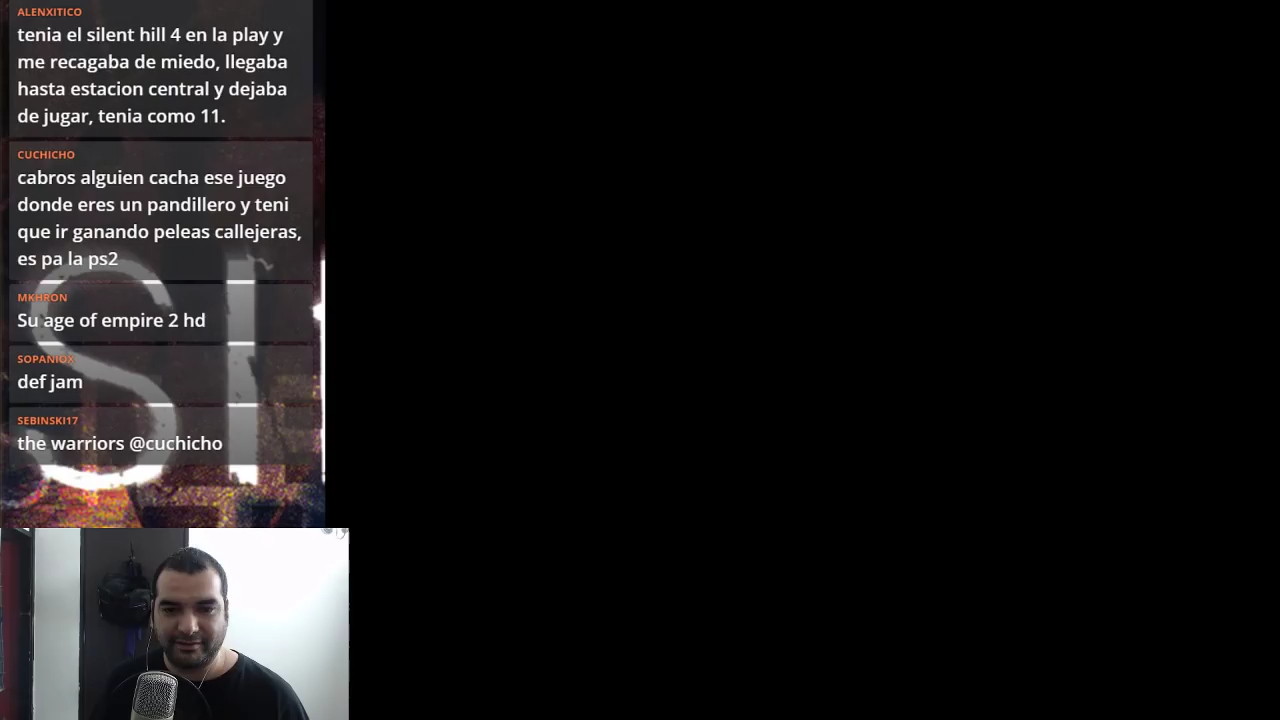 ALENXITICO
tenia el silent hill 4 en la play y
me recagaba de miedo, llegaba
hasta estacion central y dejaba
de jugar, tenia como 11.
CUCHICHO
cabros alguien cacha ese juego
donde eres un pandillero y teni
que ir ganando peleas callejeras,
es pa la ps2
MKHRON
Su age of empire 2 hd
SOPANIOX
def jam
SEBINSKI17
the warriors @cuchicho
SI